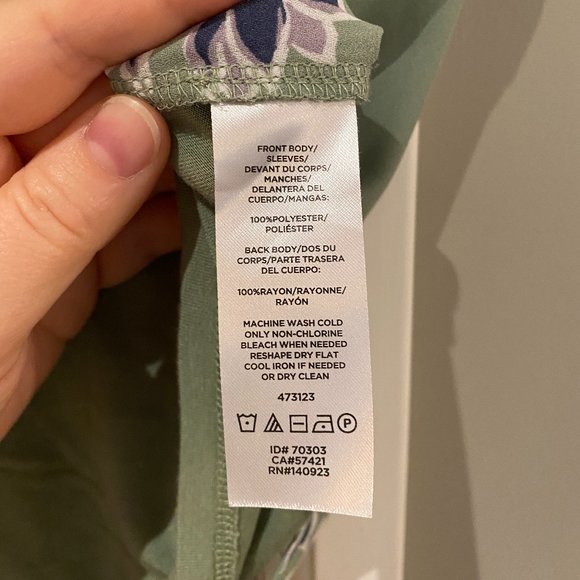 FRONT BODY/
SLEEVES/
DEVANT DU CORPS/
MANCHES/
DELANTERA DEL
CUERPO/MANGAS:
100%POLYESTER/
POLIÉSTER
BACK BODY/DOS DU
CORPS/PARTE TRASERA
DEL CUERPO:
100%RAYON/RAYONNE/
RAYÓN
MACHINE WASH COLD
ONLY NON-CHLORINE
BLEACH WHEN NEEDED
RESHAPE DRY FLAT
COOL IRON IF NEEDED
OR DRY CLEAN
473123
P
ID# 70303
CA#57421
RN#140923